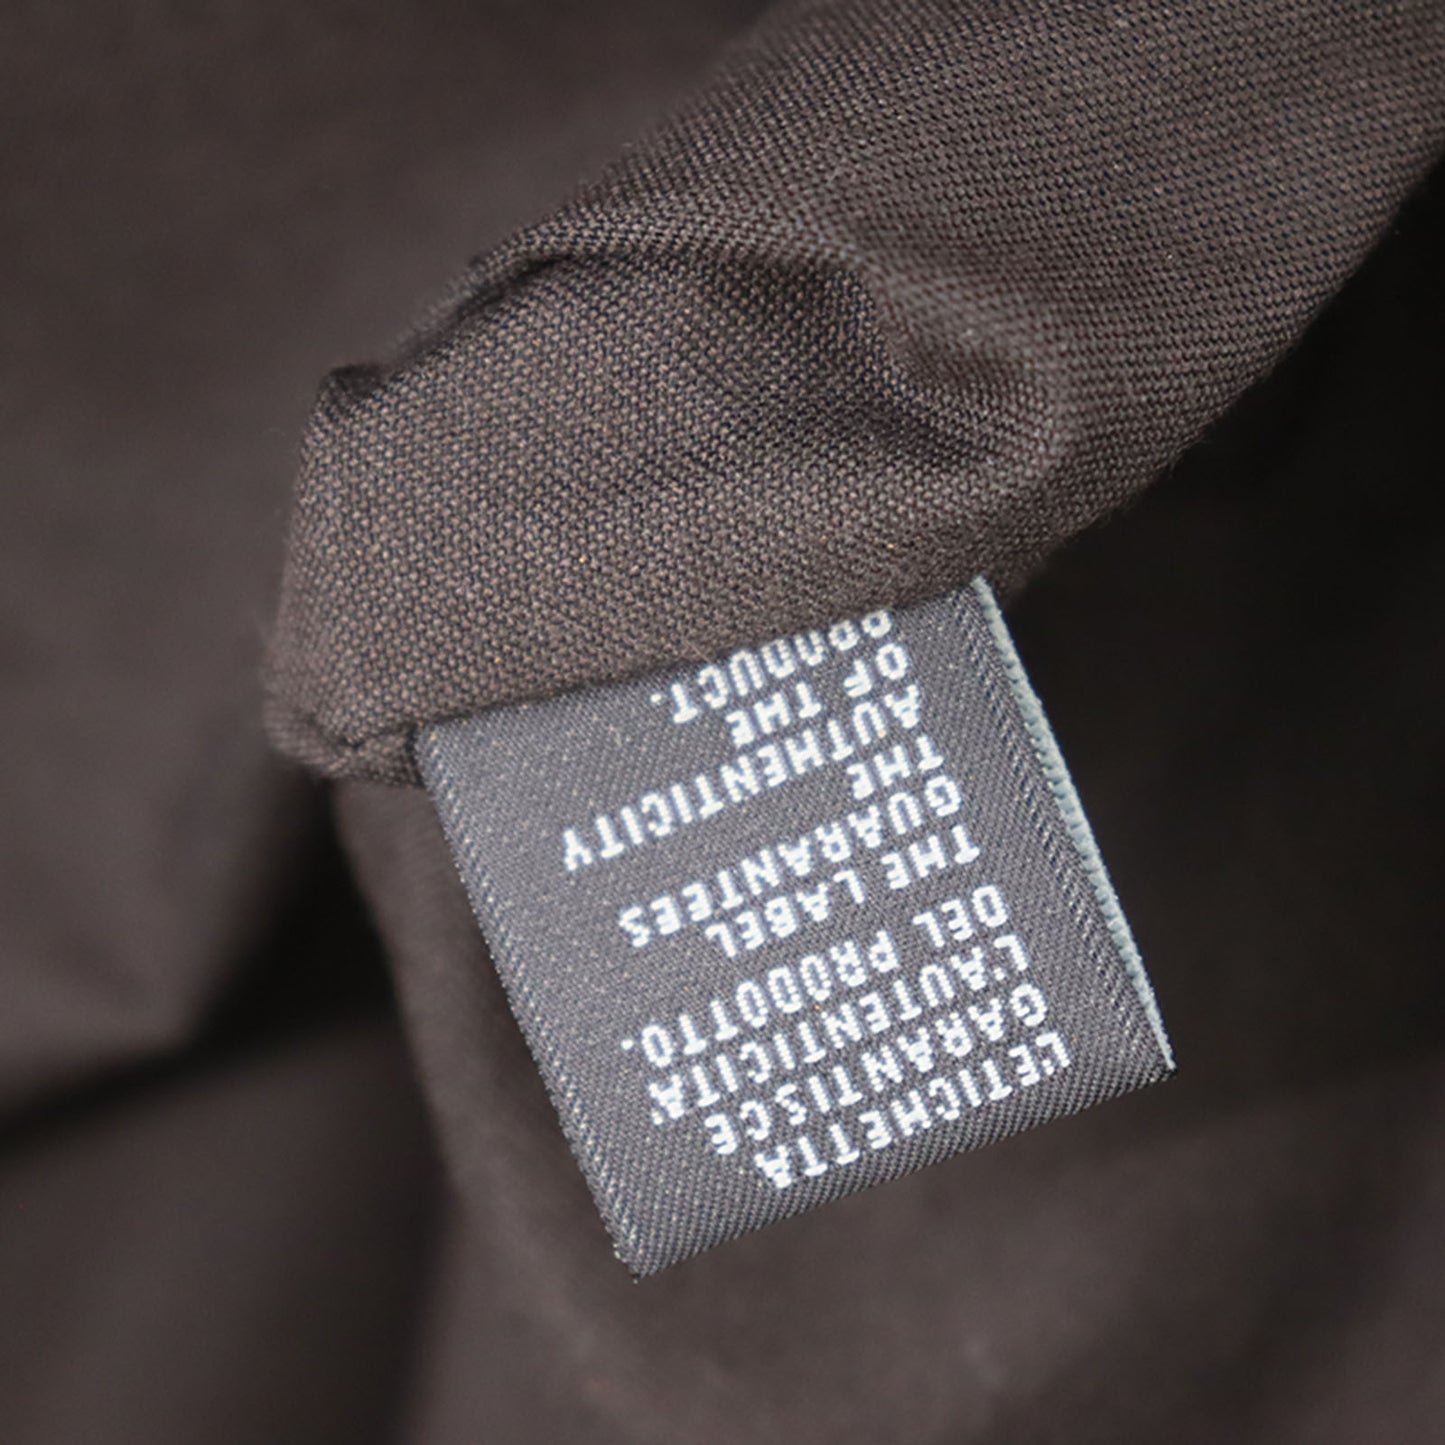 L'ETICHETTA
GARANTISCE
L'AUTENTICITA'
DEL PRODOTTO.
THE LABEL
GUARANTEES
THE
AUTHENTICITY
OF THE
PRODUCT.